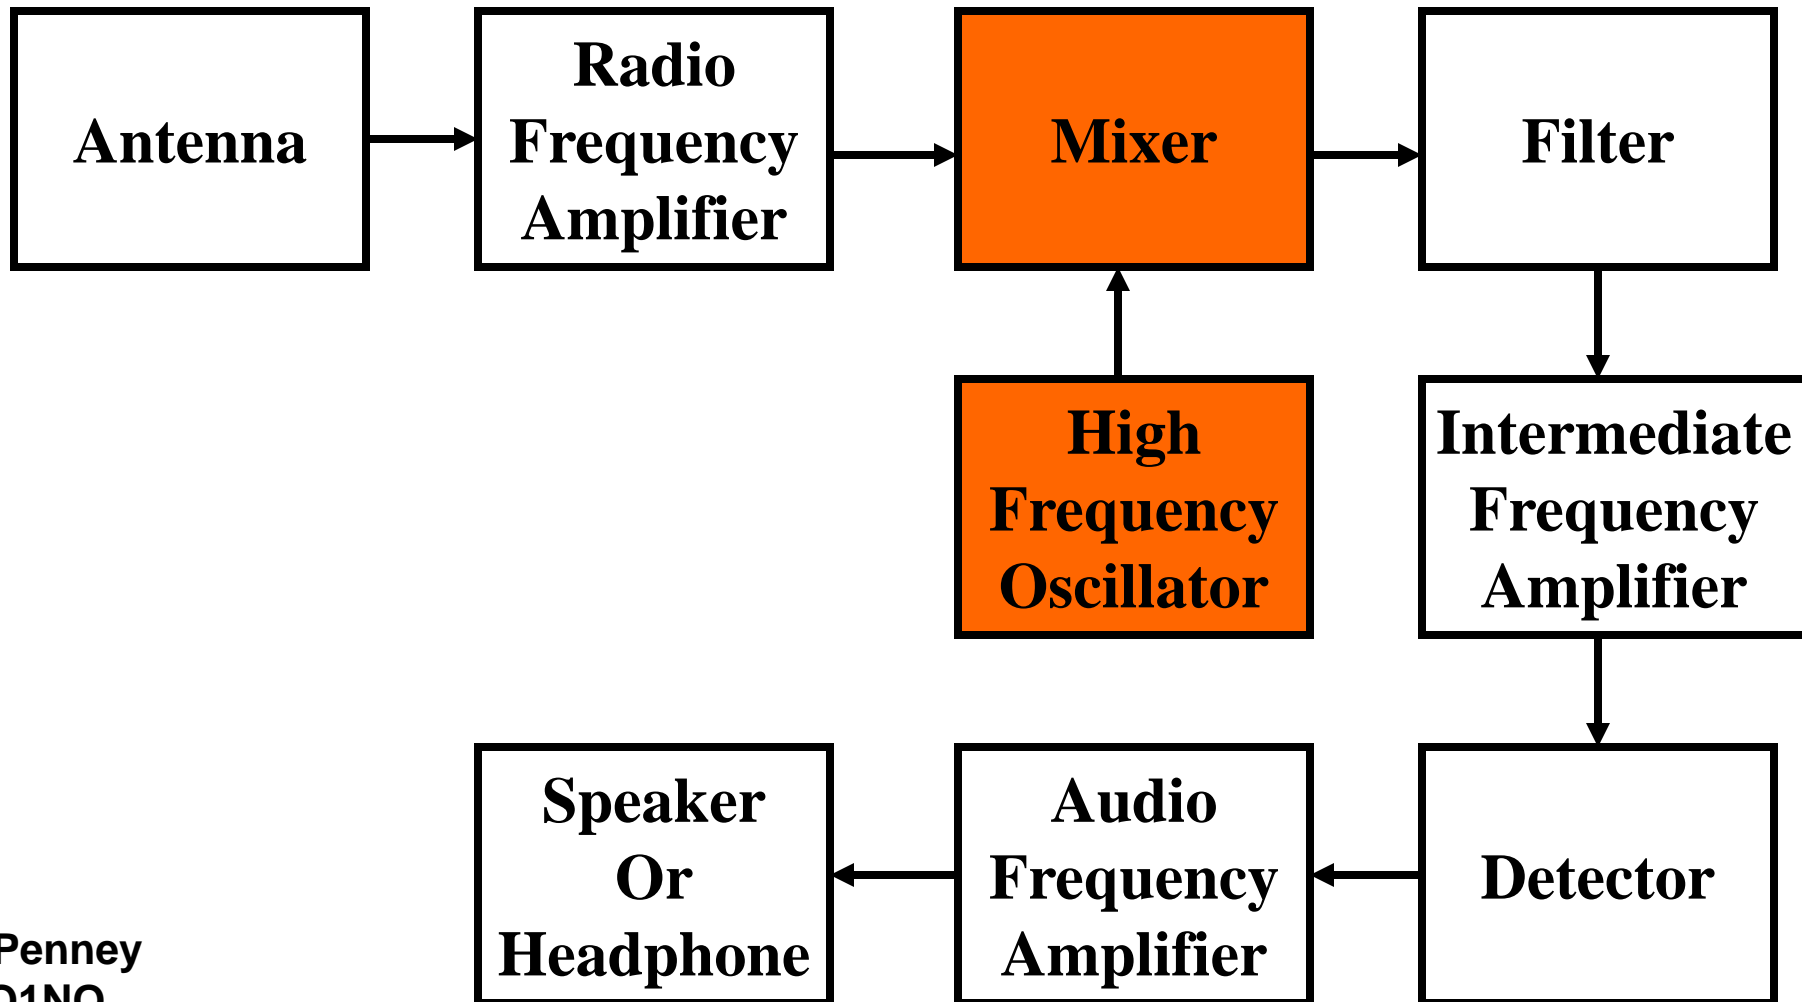 Antenna
Radio
Frequency
Amplifier
Mixer
Filter
High
Frequency
Oscillator
Intermediate
Frequency
Amplifier
Speaker
Or
Headphone
Audio
Frequency
Amplifier
Detector
Penney